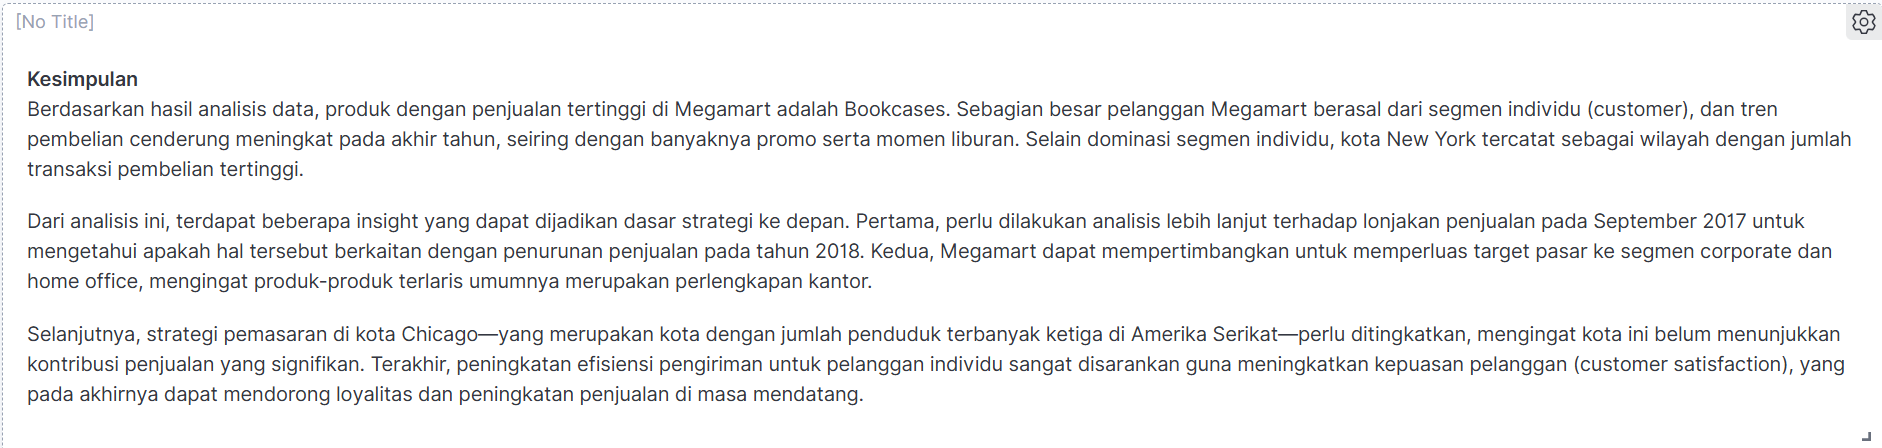 [No Title]
Kesimpulan
Berdasarkan hasil analisis data, produk dengan penjualan tertinggi di Megamart adalah Bookcases. Sebagian besar pelanggan Megamart berasal dari segmen individu (customer), dan tren
pembelian cenderung meningkat pada akhir tahun, seiring dengan banyaknya promo serta momen liburan. Selain dominasi segmen individu, kota New York tercatat sebagai wilayah dengan jumlah
transaksi pembelian tertinggi.
Dari analisis ini, terdapat beberapa insight yang dapat dijadikan dasar strategi ke depan. Pertama, perlu dilakukan analisis lebih lanjut terhadap lonjakan penjualan pada September 2017 untuk
mengetahui apakah hal tersebut berkaitan dengan penurunan penjualan pada tahun 2018. Kedua, Megamart dapat mempertimbangkan untuk memperluas target pasar ke segmen corporate dan
home office, mengingat produk-produk terlaris umumnya merupakan perlengkapan kantor.
Selanjutnya, strategi pemasaran di kota Chicago—yang merupakan kota dengan jumlah penduduk terbanyak ketiga di Amerika Serikat—perlu ditingkatkan, mengingat kota ini belum menunjukkan
kontribusi penjualan yang signifikan. Terakhir, peningkatan efisiensi pengiriman untuk pelanggan individu sangat disarankan guna meningkatkan kepuasan pelanggan (customer satisfaction), yang
pada akhirnya dapat mendorong loyalitas dan peningkatan penjualan di masa mendatang.